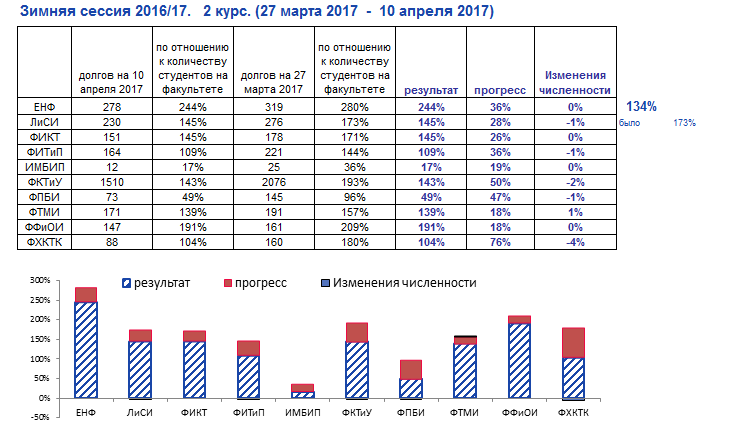 Зимняя сессия 2016/17. 2 курс. (27 марта 2017 - 10 апреля 2017)
долгов на 10 апреля 2017 по отношению к количеству студентов на факультете долгов на 27 марта 2017 по отношению к количеству студентов на факультете результат прогресс Изменения численности
ЕНФ 278 244% 319 280% 244% 36% 0% 134%
ЛиСИ 230 145% 276 173% 145% 28% -1% было 173%
ФИКТ 151 145% 178 171% 145% 26% 0%
ФИТиП 164 109% 221 144% 109% 36% -1%
ИМБИП 12 17% 25 36% 17% 19% 0%
ФКТиУ 1510 143% 2076 193% 143% 50% -2%
ФПБИ 73 49% 145 96% 49% 47% -1%
ФТМИ 171 139% 191 157% 139% 18% 1%
ФФиОИ 147 191% 161 209% 191% 18% 0%
ФХКТК 88 104% 160 180% 104% 76% -4%
результат прогресс Изменения численности
300%
250%
200%
150%
100%
50%
0%
-50%
ЕНФ ЛиСИ ФИКТ ФИТиП ИМБИП ФКТиУ ФПБИ ФТМИ ФФиОИ ФХКТК